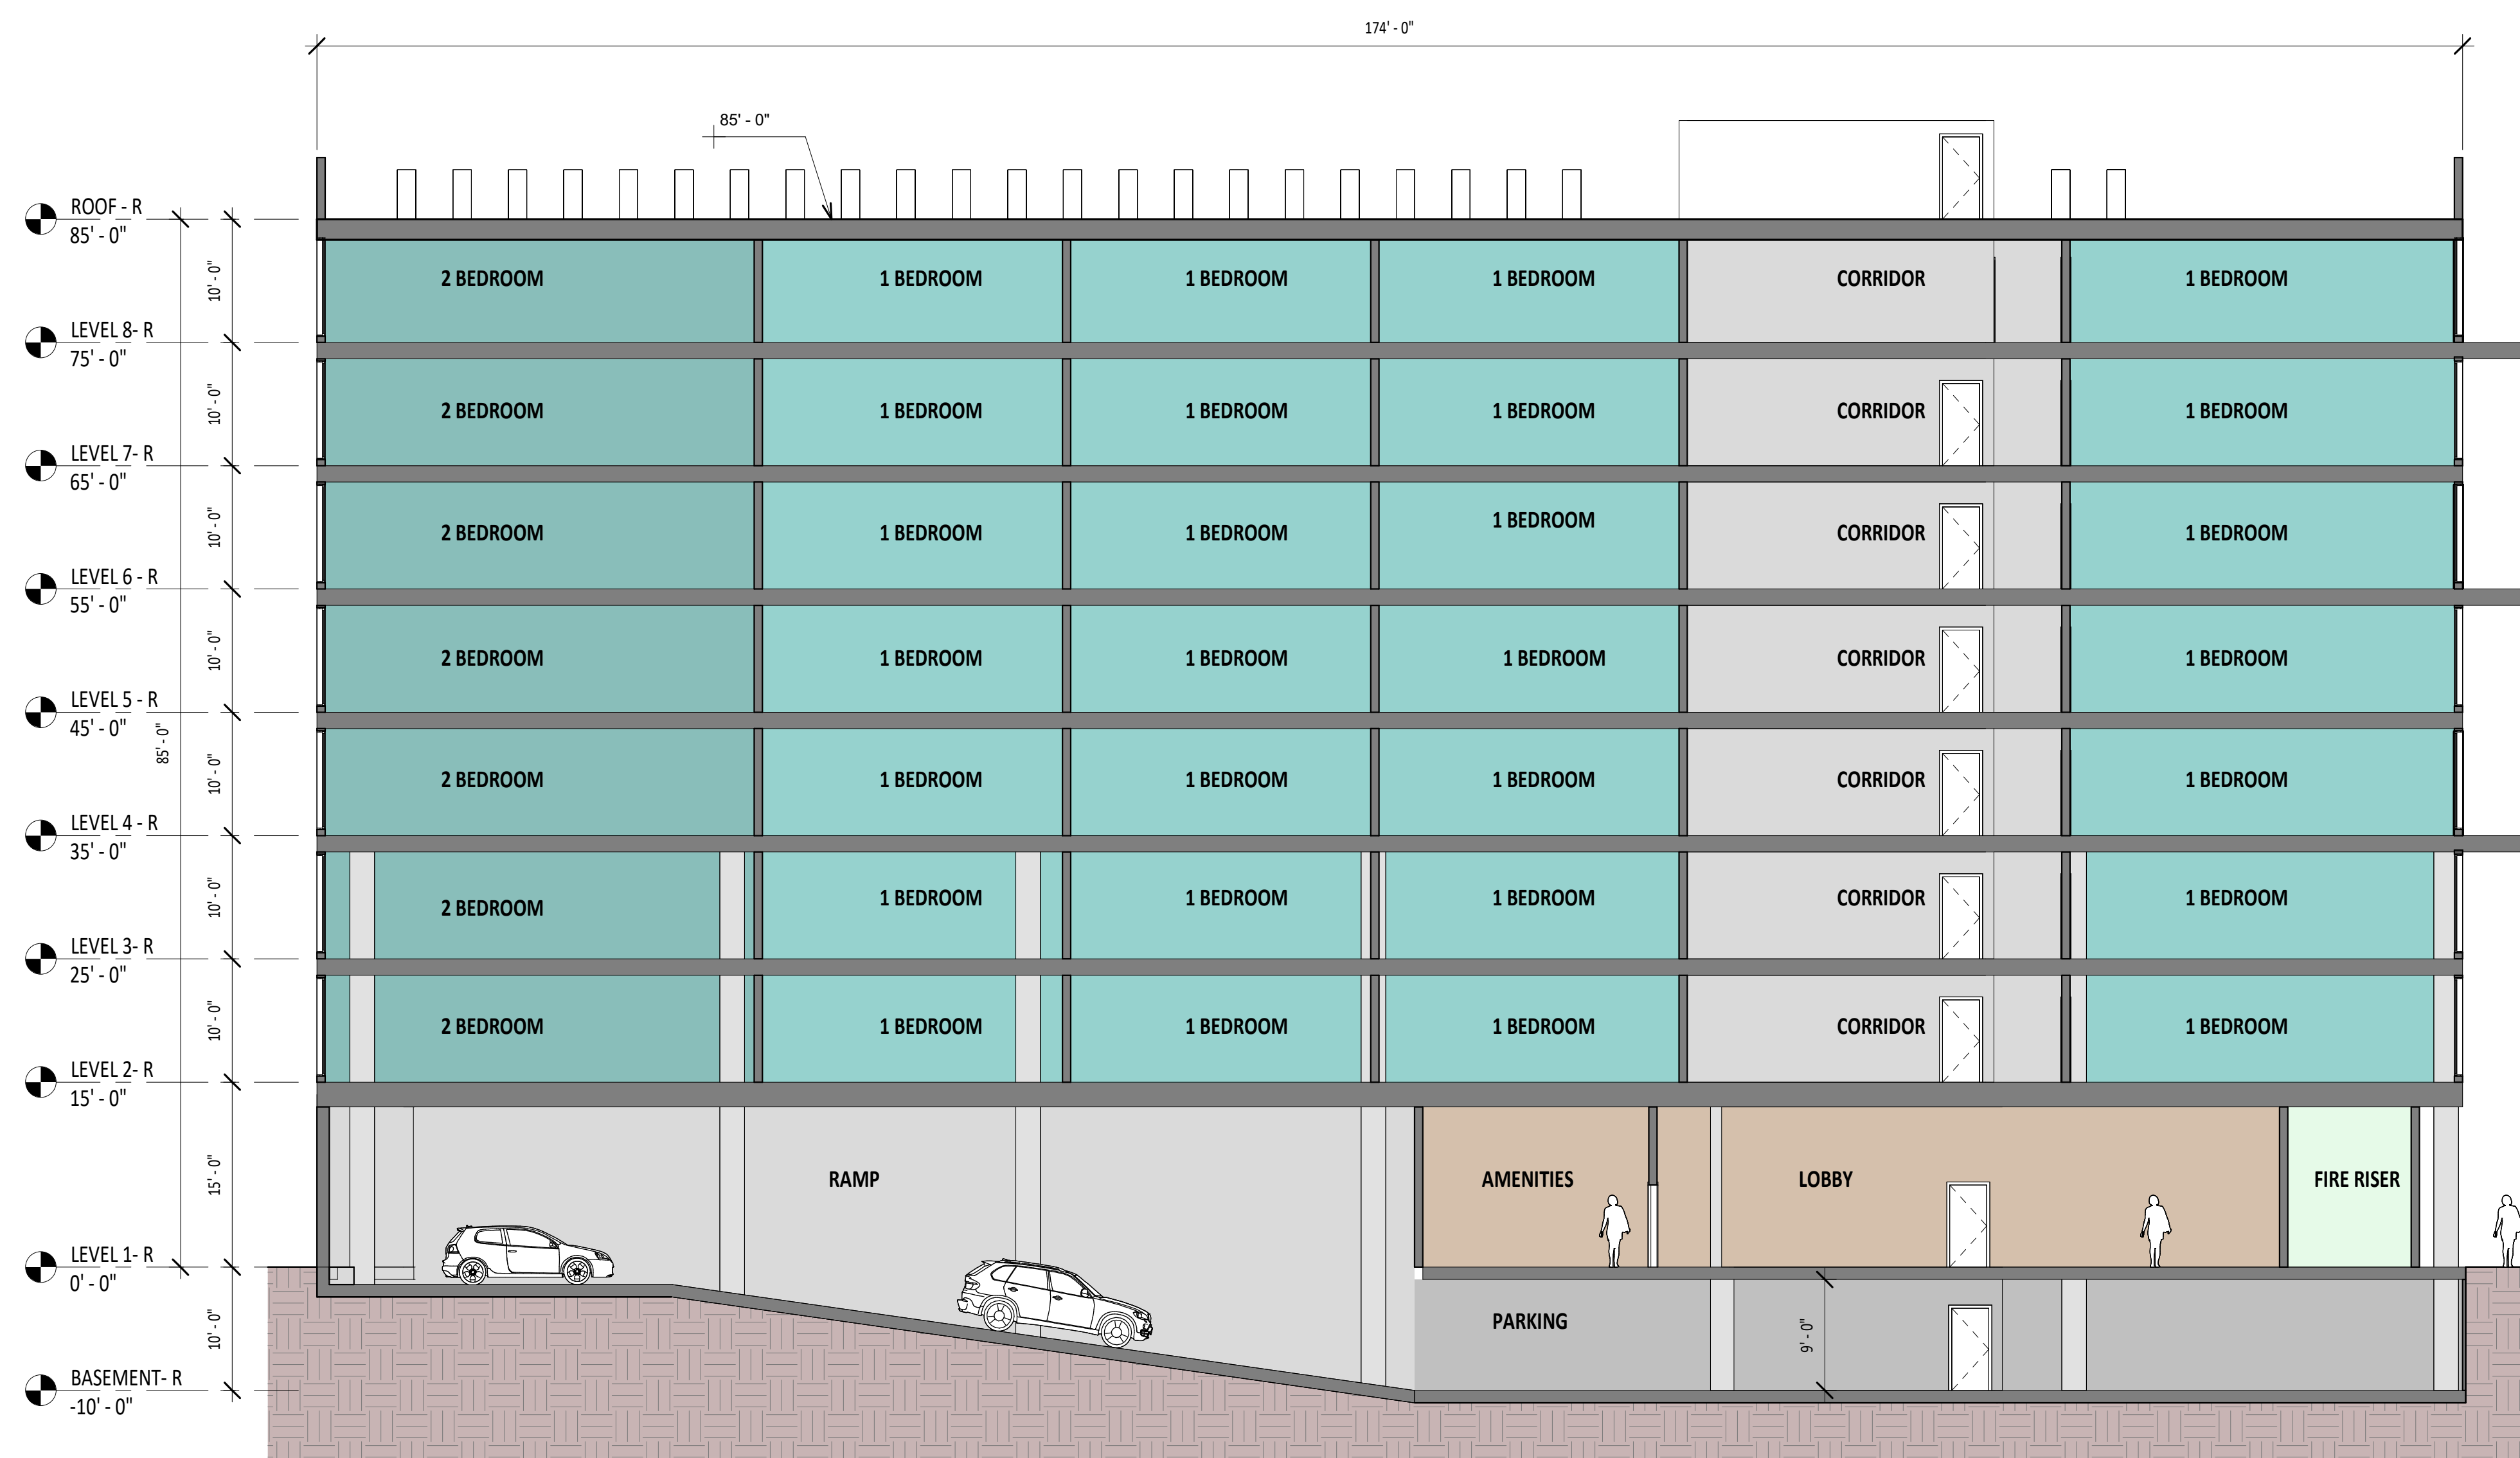 174' - 0"
85' - 0"
ROOF - R
85' - 0"
10' - 0"
2 BEDROOM 1 BEDROOM 1 BEDROOM 1 BEDROOM CORRIDOR 1 BEDROOM
LEVEL 8- R
75' - 0"
10' - 0"
2 BEDROOM 1 BEDROOM 1 BEDROOM 1 BEDROOM CORRIDOR 1 BEDROOM
LEVEL 7- R
65' - 0"
10' - 0"
2 BEDROOM 1 BEDROOM 1 BEDROOM 1 BEDROOM CORRIDOR 1 BEDROOM
LEVEL 6 - R
55' - 0"
10' - 0"
2 BEDROOM 1 BEDROOM 1 BEDROOM 1 BEDROOM CORRIDOR 1 BEDROOM
LEVEL 5 - R
45' - 0"
85' - 0"
10' - 0"
2 BEDROOM 1 BEDROOM 1 BEDROOM 1 BEDROOM CORRIDOR 1 BEDROOM
LEVEL 4 - R
35' - 0"
10' - 0"
2 BEDROOM 1 BEDROOM 1 BEDROOM 1 BEDROOM CORRIDOR 1 BEDROOM
LEVEL 3- R
25' - 0"
10' - 0"
2 BEDROOM 1 BEDROOM 1 BEDROOM 1 BEDROOM CORRIDOR 1 BEDROOM
LEVEL 2- R
15' - 0"
15' - 0"
RAMP AMENITIES LOBBY FIRE RISER
LEVEL 1- R
0' - 0"
10' - 0"
PARKING
9' - 0"
BASEMENT- R
-10' - 0"